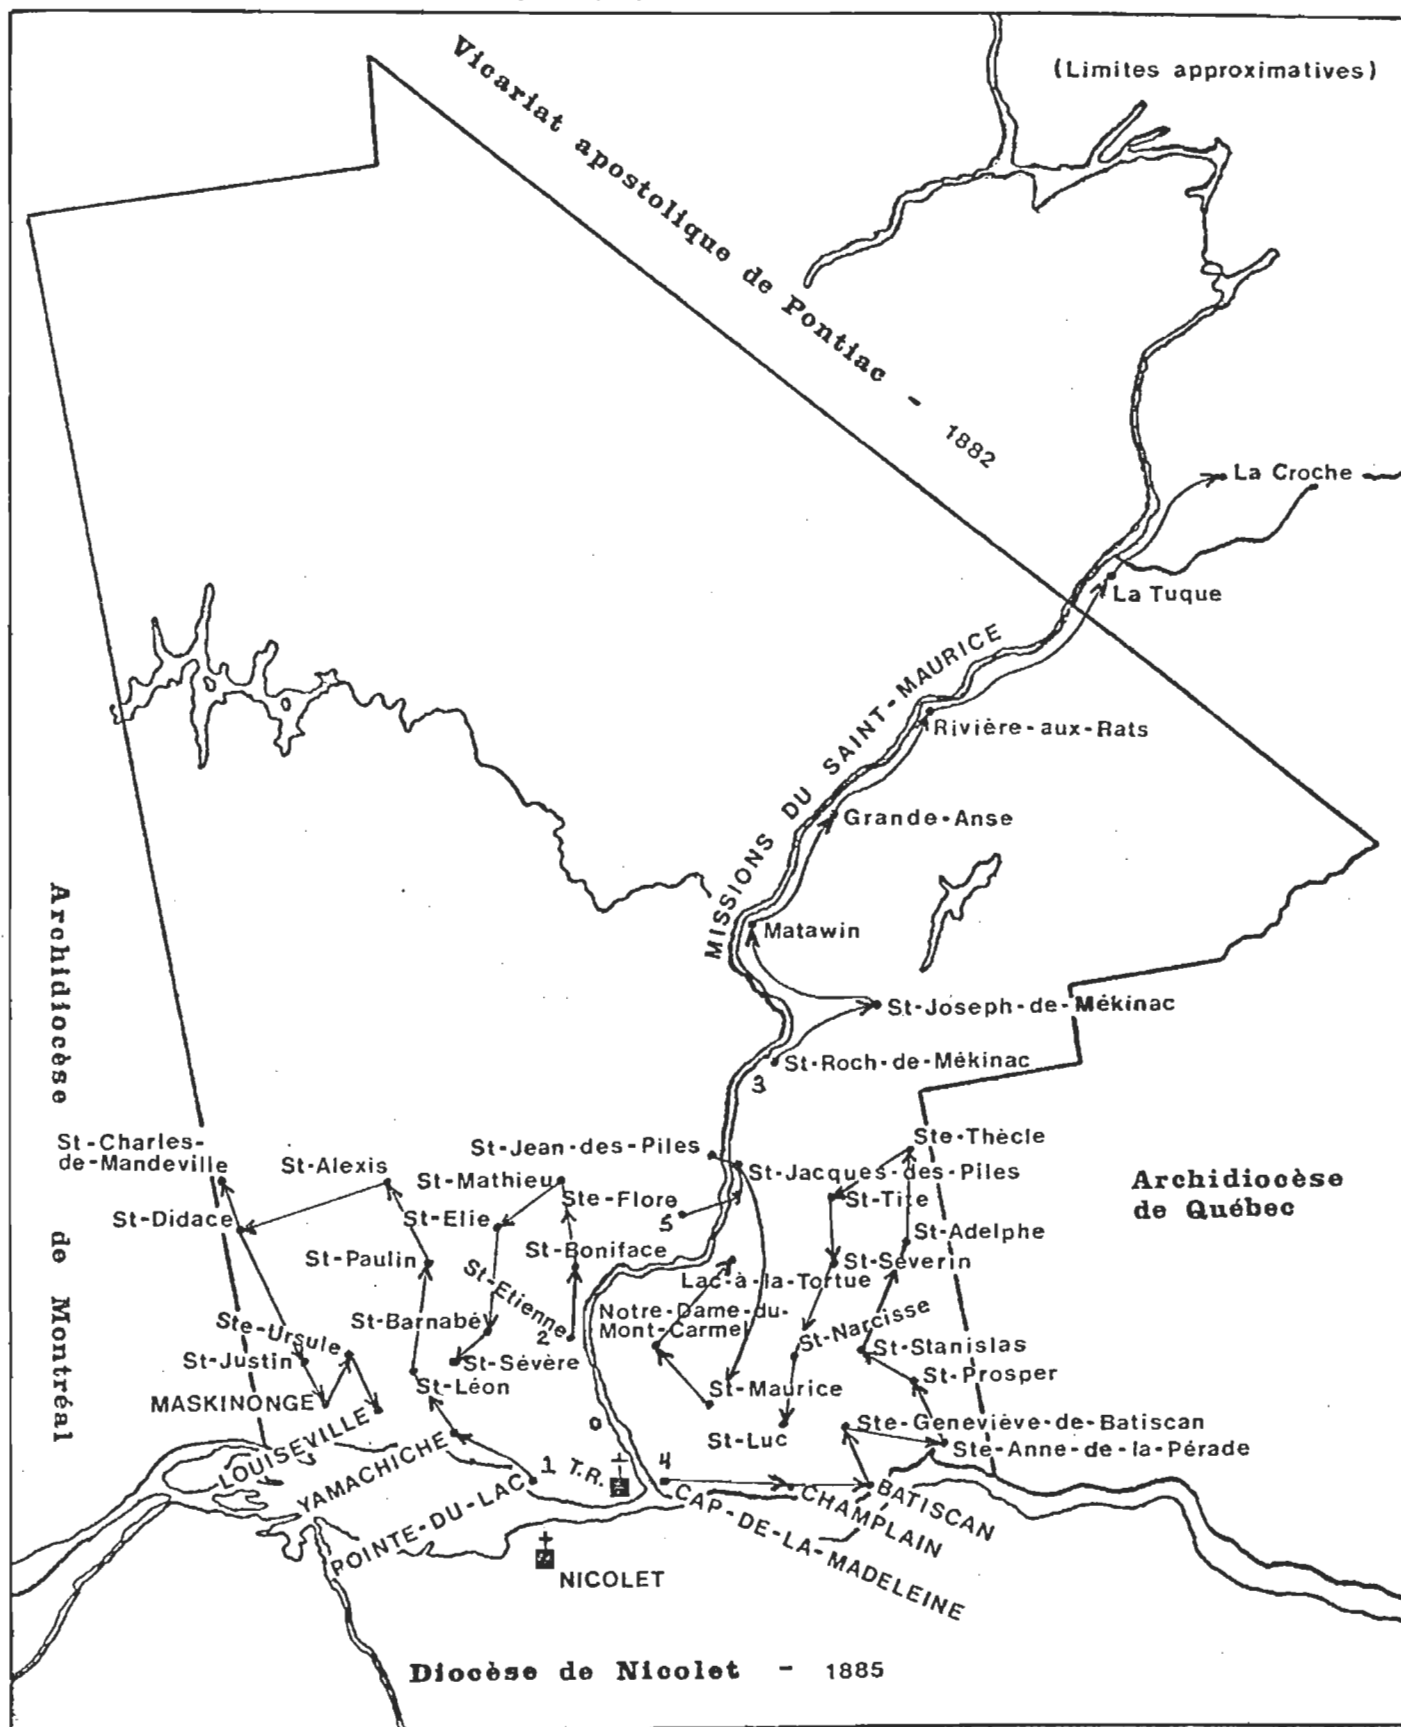 (Limites approximatives)
Vicariat apostolique de Pontiac - 1882
La Croche
La Tuque
MISSIONS DU SAINT-MAURICE
Rivière-aux-Rats
Grande-Anse
Matawin
St-Joseph-de-Mékinac
St-Roch-de-Mékinac
3
Archidiocèse de Montréal
St-Charles-
de-Mandeville
St-Alexis
St-Jean-des-Piles
Ste-Thècle
St-Mathieu
St-Jacques-des-Piles
Archidiocèse
de Québec
Ste-Flore
5
St-Tite
St-Didace
St-Elie
St-Adelphe
St-Paulin
St-Boniface
St-Séverin
St-Etienne
2
Lac-à-la-Tortue
Notre-Dame-du-
Mont-Carmel
St-Barnabé
Ste-Ursule
St-Narcisse
St-Justin
St-Sévère
St-Stanislas
St-Léon
St-Prosper
MASKINONGE
St-Maurice
St-Luc
Ste-Geneviève-de-Batiscan
Ste-Anne-de-la-Pérade
LOUISEVILLE
YAMACHICHE
POINTE-DU-LAC
1
T.R.
4
CAP-DE-LA-MADELEINE
CHAMPLAIN
BATISCAN
NICOLET
Diocèse de Nicolet - 1885